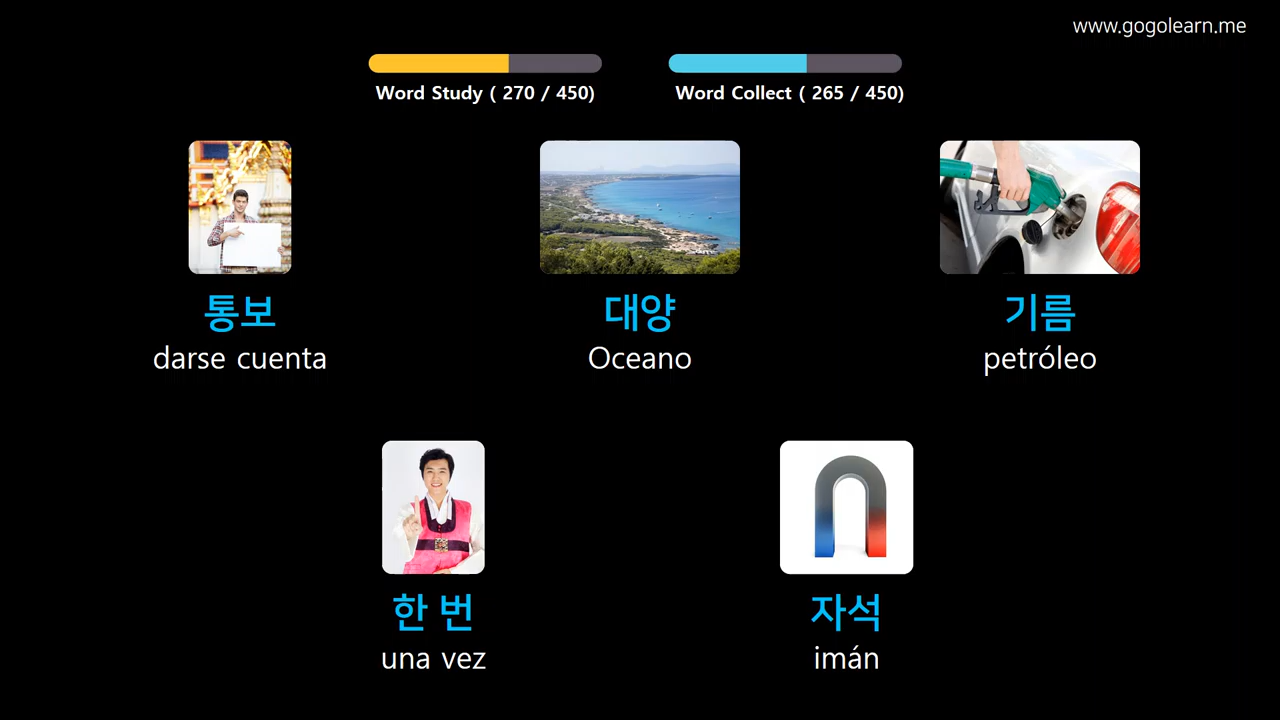 www.gogolearn.me
Word Study ( 270 / 450)
Word Collect ( 265 / 450)
통보
darse cuenta
대양
Oceano
기름
petróleo
한 번
una vez
자석
imán